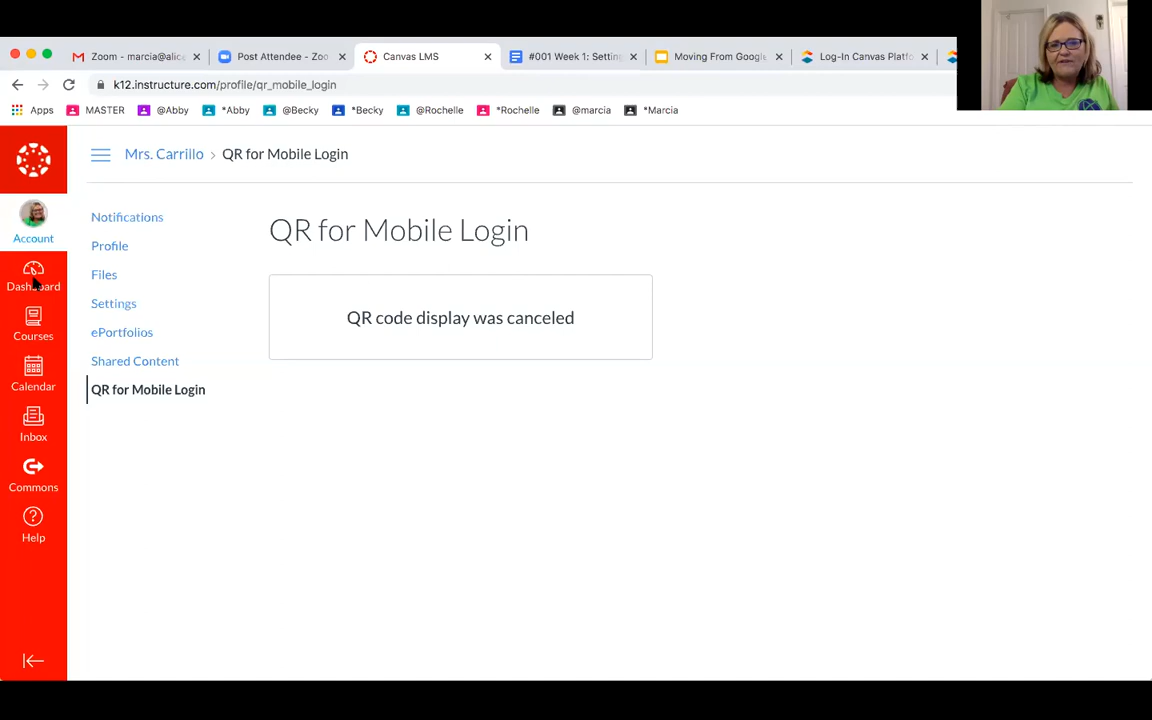 Zoom - marcia@alic
Post Attendee - Zoo
Canvas LMS
#001 Week 1: Setting
Moving From Google
Log-In Canvas Platfo
k12.instructure.com/profile/qr_mobile_login
Apps MASTER @Abby *Abby @Becky *Becky @Rochelle *Rochelle @marcia *Marcia
Mrs. Carrillo > QR for Mobile Login
Account
Dashboard
Courses
Calendar
Inbox
Commons
Help
Notifications
Profile
Files
Settings
ePortfolios
Shared Content
QR for Mobile Login
QR for Mobile Login
QR code display was canceled